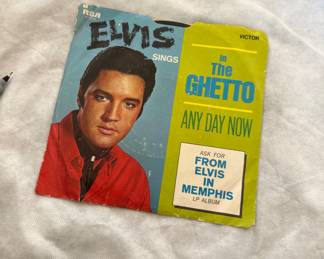 RCA
VICTOR
ELVIS
SINGS
In
The
GHETTO
ANY DAY NOW
ASK FOR
FROM
ELVIS
IN
MEMPHIS
LP ALBUM